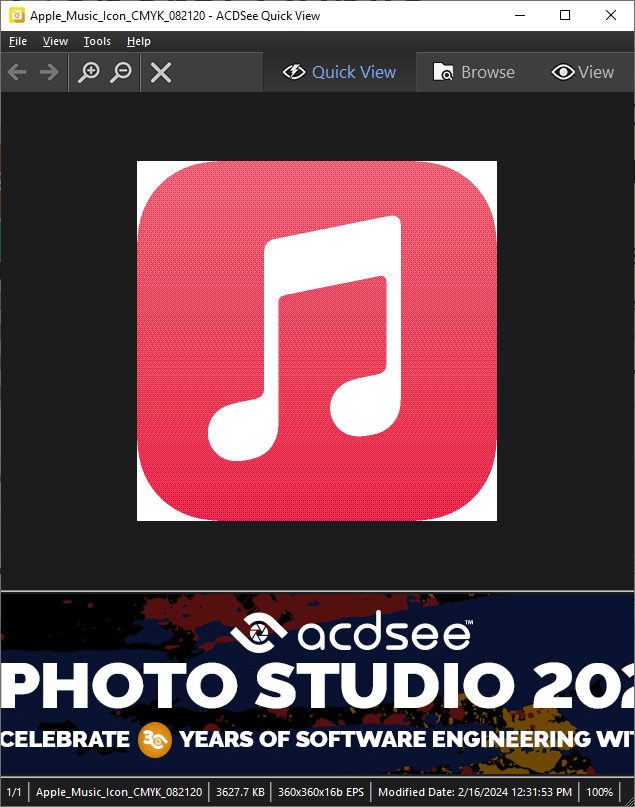 Apple_Music_Icon_CMYK_082120 - ACDSee Quick View
File View Tools Help
Quick View Browse View
acdsee™
PHOTO STUDIO 202
CELEBRATE 30 YEARS OF SOFTWARE ENGINEERING WIT
1/1 Apple_Music_Icon_CMYK_082120 3627.7 KB 360x360x16b EPS Modified Date: 2/16/2024 12:31:53 PM 100%